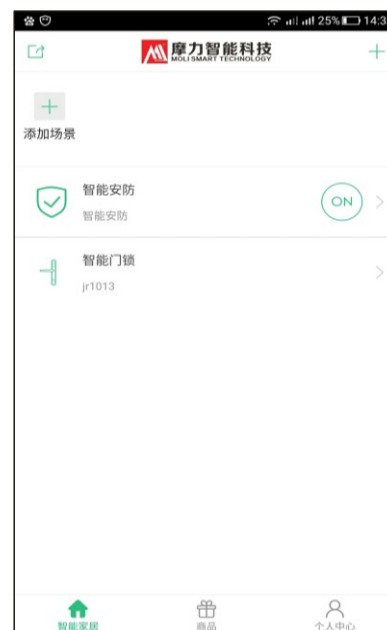 25% 14:3
摩力智能科技
MOLI SMART TECHNOLOGY
添加场景
智能安防
ON
智能安防
智能门锁
jr1013
智能家居 商品 个人中心